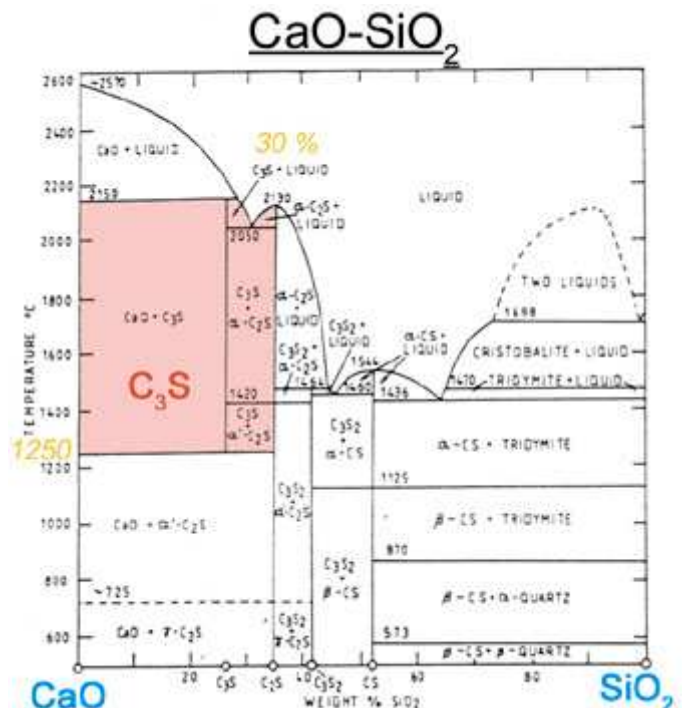 CaO-SiO₂
2600
~2570
2400
30 %
CaO + LIQUID
C₃S + LIQUID
2200
2159
2130
α-C₂S +
LIQUID
LIQUID
2050
2000
TWO LIQUIDS
C₃S
+
α-C₂S
α-C₂S
+
LIQUID
1800
CaO + C₃S
C₃S₂ +
LIQUID
α-CS +
LIQUID
1698
1600
C₃S₂ +
α-C₂S
1544
CRISTOBALITE + LIQUID
TEMPERATURE °C
C₃S
1464
1460
1436
1470
TRIDYMITE + LIQUID
1420
1400
C₃S
+
α'-C₂S
C₃S₂
+
α-CS
α-CS + TRIDYMITE
1250
1200
1125
C₃S₂
+
α-C₂S
1000
CaO + α'-C₂S
β-CS + TRIDYMITE
870
800
C₃S₂
+
β-CS
~725
β-CS + α-QUARTZ
CaO + γ-C₂S
C₃S₂
+
γ-C₂S
600
573
β-CS + β-QUARTZ
20
40
60
80
C₃S
C₂S
C₃S₂
CS
CaO
WEIGHT % SiO₂
SiO₂